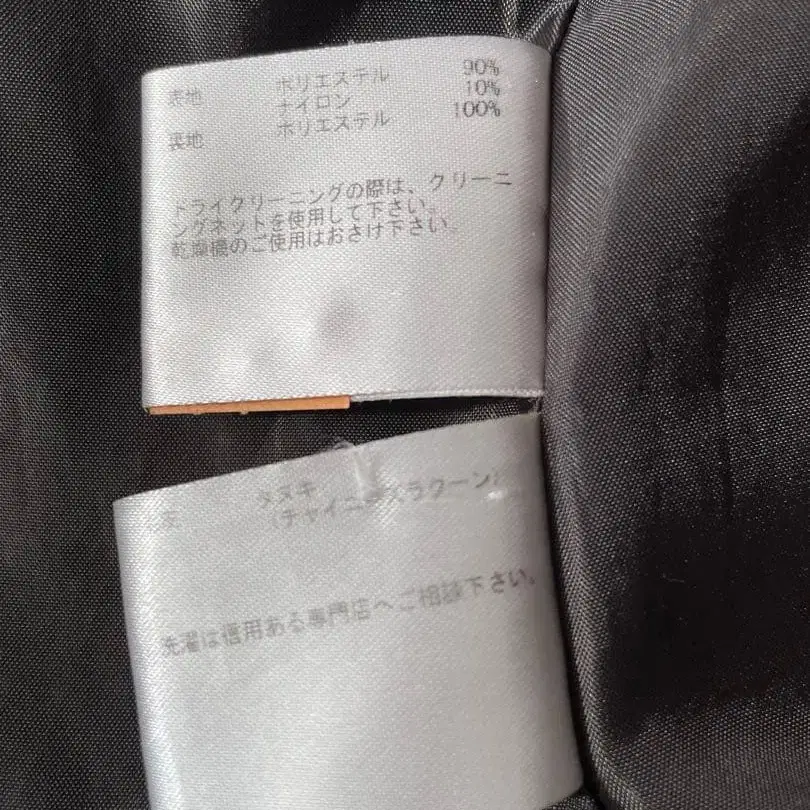 表地 ポリエステル 90%
ナイロン 10%
裏地 ポリエステル 100%
ドライクリーニングの際は、クリーニ
ングネットを使用して下さい。
乾燥機のご使用はおさけ下さい。
タヌキ
(チャイニーズラクーン)
洗濯は信用ある専門店へご相談下さい。